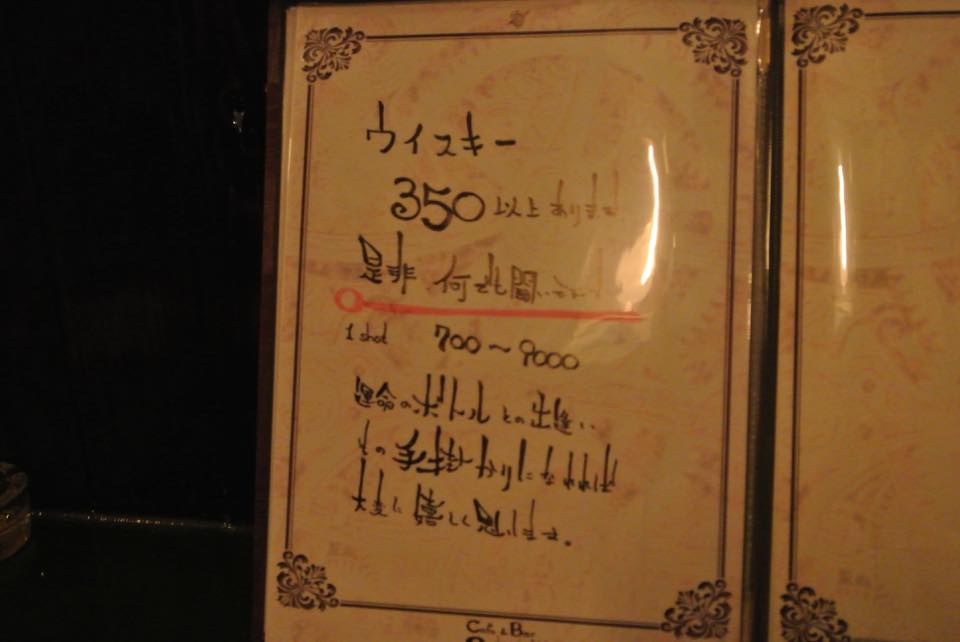 ウイスキー
350以上あります
是非 何でも聞いて
1 shot 700〜9000
運命のボトルとの出逢い
その手掛かりになれれば
大変に嬉しく思います。
Cafe & Bar